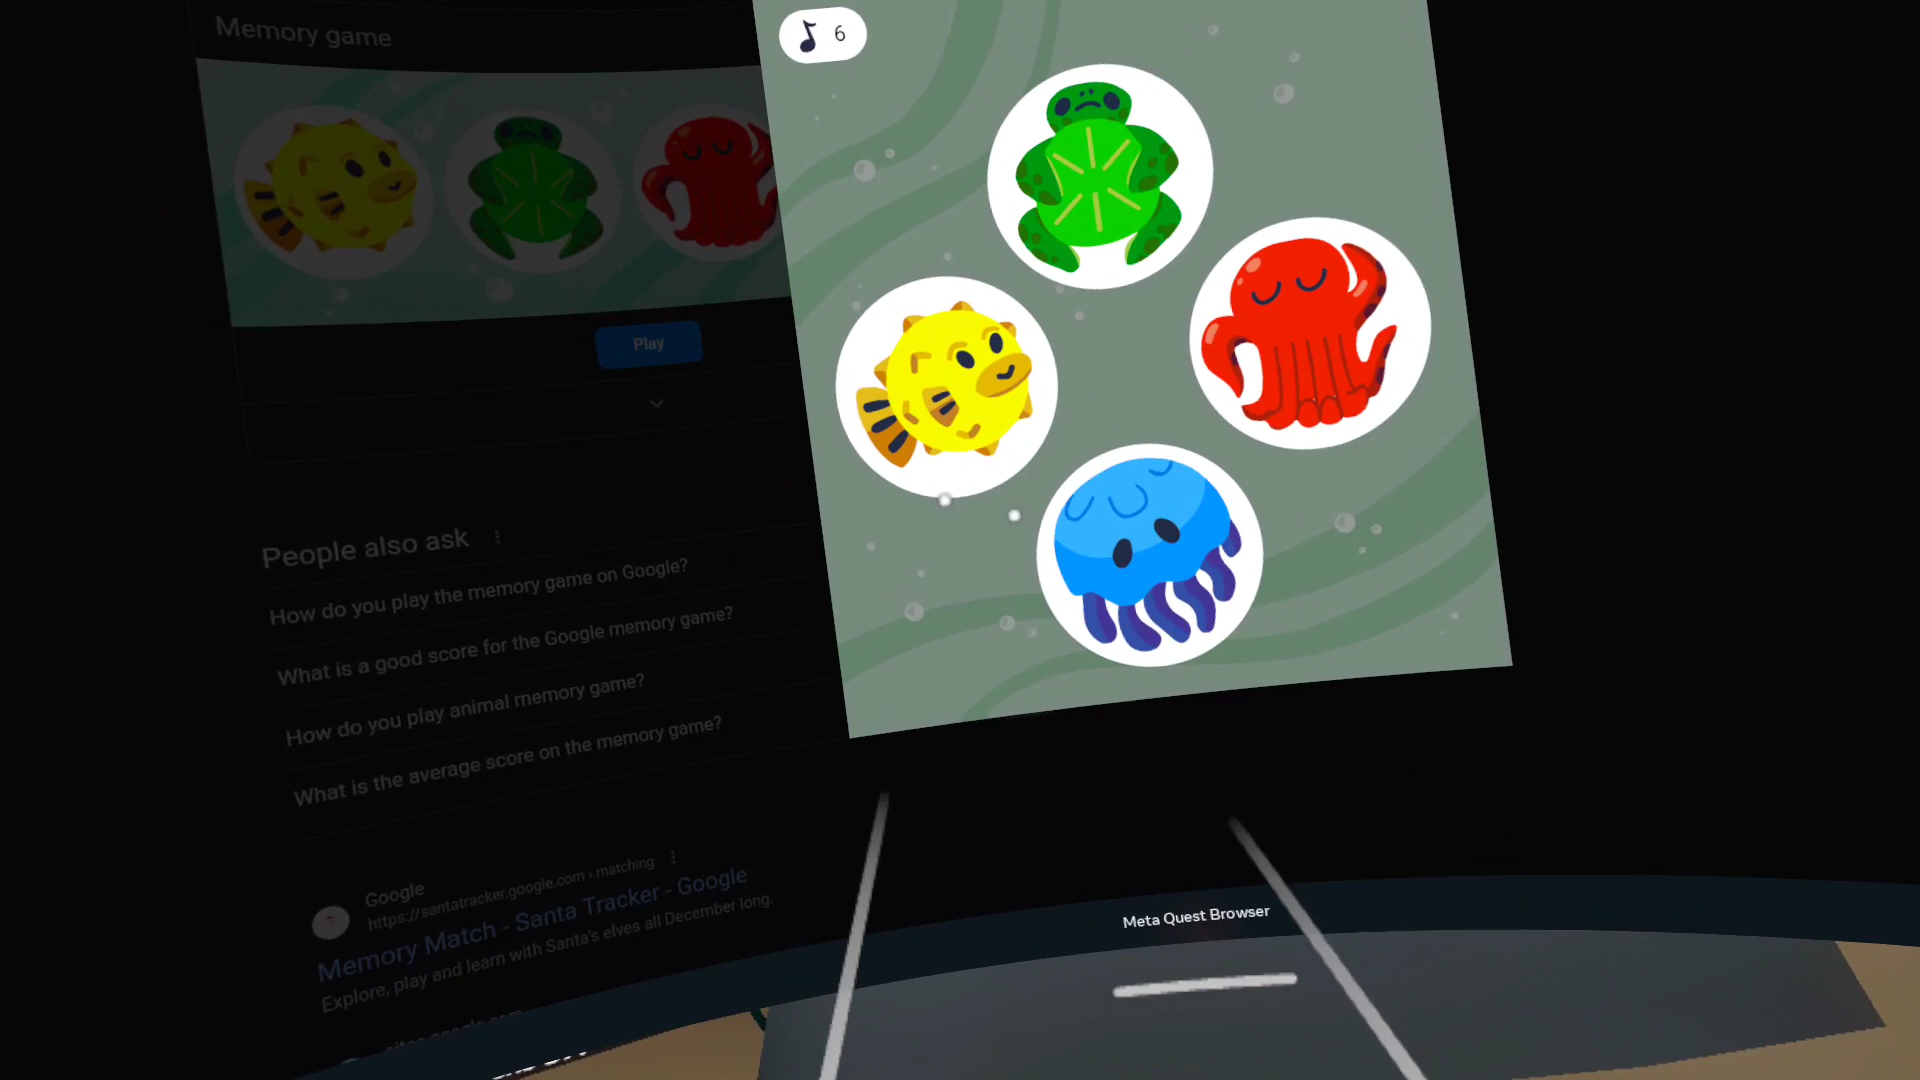 Memory game
6
Play
People also ask
How do you play the memory game on Google?
What is a good score for the Google memory game?
How do you play animal memory game?
What is the average score on the memory game?
Google
https://santatracker.google.com › matching
Memory Match - Santa Tracker - Google
Explore, play and learn with Santa's elves all December long.
Meta Quest Browser